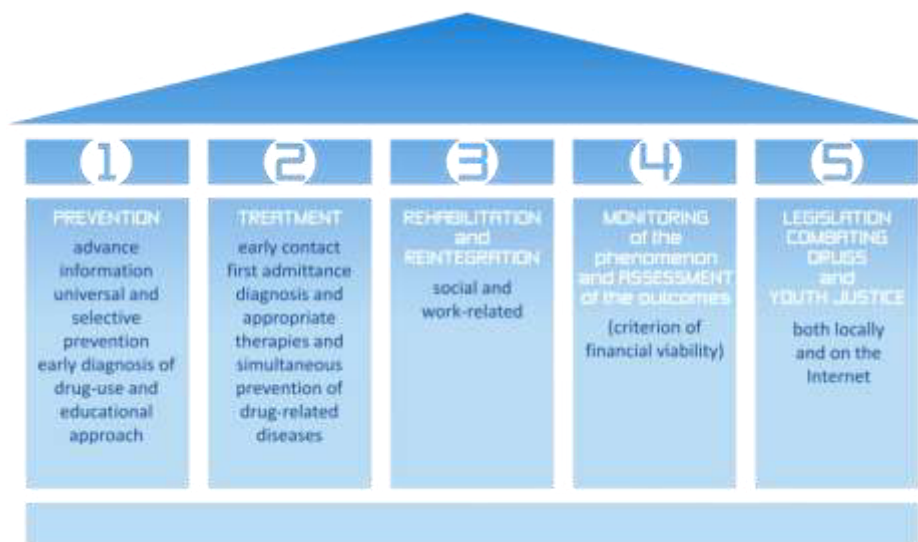 1
PREVENTION
advance
information
universal and
selective
prevention
early diagnosis of
drug-use and
educational
approach
2
TREATMENT
early contact
first admittance
diagnosis and
appropriate
therapies and
simultaneous
prevention of
drug-related
diseases
3
REHABILITATION
and
REINTEGRATION
social and
work-related
4
MONITORING
of the
phenomenon
and ASSESSMENT
of the outcomes
(criterion of
financial viability)
5
LEGISLATION
COMBATING
DRUGS
and
YOUTH JUSTICE
both locally
and on the
Internet